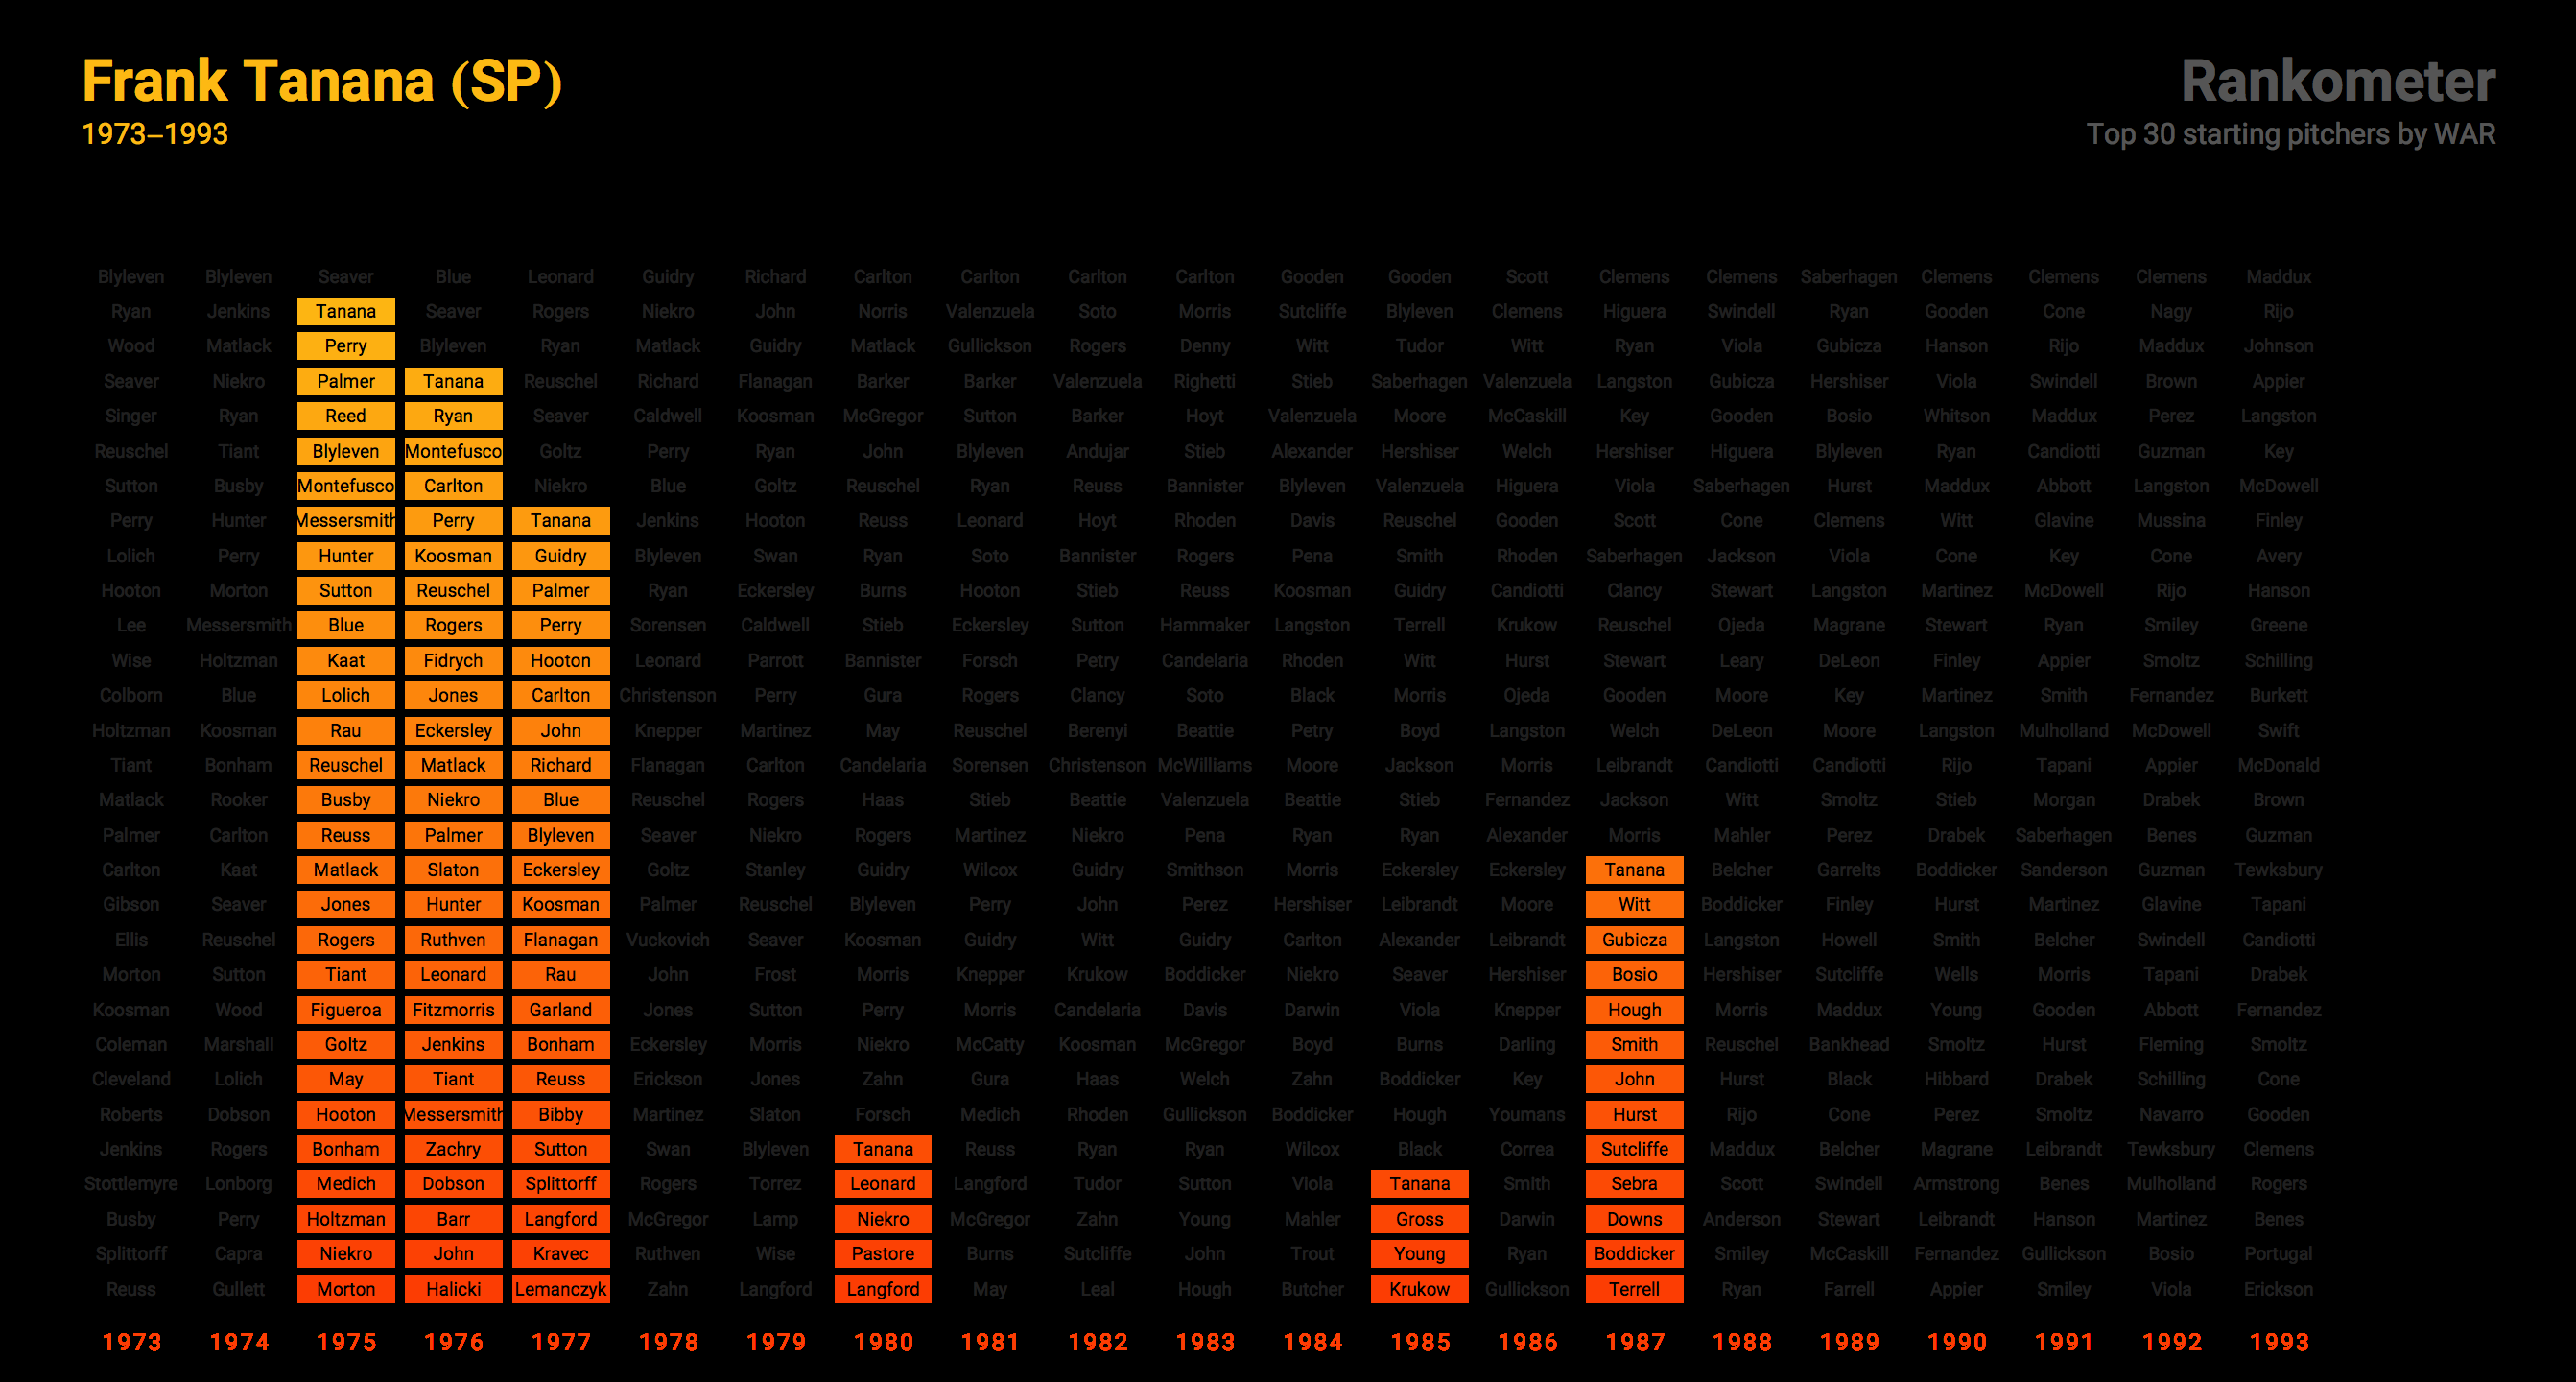 Frank Tanana (SP)
1973–1993
Rankometer
Top 30 starting pitchers by WAR
Blyleven Blyleven Seaver Blue Leonard Guidry Richard Carlton Carlton Carlton Carlton Gooden Gooden Scott Clemens Clemens Saberhagen Clemens Clemens Clemens Maddux
Ryan Jenkins Tanana Seaver Rogers Niekro John Norris Valenzuela Soto Morris Sutcliffe Blyleven Clemens Higuera Swindell Ryan Gooden Cone Nagy Rijo
Wood Matlack Perry Blyleven Ryan Matlack Guidry Matlack Gullickson Rogers Denny Witt Tudor Witt Ryan Viola Gubicza Hanson Rijo Maddux Johnson
Seaver Niekro Palmer Tanana Reuschel Richard Flanagan Barker Barker Valenzuela Righetti Stieb Saberhagen Valenzuela Langston Gubicza Hershiser Viola Swindell Brown Appier
Singer Ryan Reed Ryan Seaver Caldwell Koosman McGregor Sutton Barker Hoyt Valenzuela Moore McCaskill Key Gooden Bosio Whitson Maddux Perez Langston
Reuschel Tiant Blyleven Montefusco Goltz Perry Ryan John Blyleven Andujar Stieb Alexander Hershiser Welch Hershiser Higuera Blyleven Ryan Candiotti Guzman Key
Sutton Busby Montefusco Carlton Niekro Blue Goltz Reuschel Ryan Reuss Bannister Blyleven Valenzuela Higuera Viola Saberhagen Hurst Maddux Abbott Langston McDowell
Perry Hunter Messersmith Perry Tanana Jenkins Hooton Reuss Leonard Hoyt Rhoden Davis Reuschel Gooden Scott Cone Clemens Witt Glavine Mussina Finley
Lolich Perry Hunter Koosman Guidry Blyleven Swan Ryan Soto Bannister Rogers Pena Smith Rhoden Saberhagen Jackson Viola Cone Key Cone Avery
Hooton Morton Sutton Reuschel Palmer Ryan Eckersley Burns Hooton Stieb Reuss Koosman Guidry Candiotti Clancy Stewart Langston Martinez McDowell Rijo Hanson
Lee Messersmith Blue Rogers Perry Sorensen Caldwell Stieb Eckersley Sutton Hammaker Langston Terrell Krukow Reuschel Ojeda Magrane Stewart Ryan Smiley Greene
Wise Holtzman Kaat Fidrych Hooton Leonard Parrott Bannister Forsch Petry Candelaria Rhoden Witt Hurst Stewart Leary DeLeon Finley Appier Smoltz Schilling
Colborn Blue Lolich Jones Carlton Christenson Perry Gura Rogers Clancy Soto Black Morris Ojeda Gooden Moore Key Martinez Smith Fernandez Burkett
Holtzman Koosman Rau Eckersley John Knepper Martinez May Reuschel Berenyi Beattie Petry Boyd Langston Welch DeLeon Moore Langston Mulholland McDowell Swift
Tiant Bonham Reuschel Matlack Richard Flanagan Carlton Candelaria Sorensen Christenson McWilliams Moore Jackson Morris Leibrandt Candiotti Candiotti Rijo Tapani Appier McDonald
Matlack Rooker Busby Niekro Blue Reuschel Rogers Haas Stieb Beattie Valenzuela Beattie Stieb Fernandez Jackson Witt Smoltz Stieb Morgan Drabek Brown
Palmer Carlton Reuss Palmer Blyleven Seaver Niekro Rogers Martinez Niekro Pena Ryan Ryan Alexander Morris Mahler Perez Drabek Saberhagen Benes Guzman
Carlton Kaat Matlack Slaton Eckersley Goltz Stanley Guidry Wilcox Guidry Smithson Morris Eckersley Eckersley Tanana Belcher Garrelts Boddicker Sanderson Guzman Tewksbury
Gibson Seaver Jones Hunter Koosman Palmer Reuschel Blyleven Perry John Perez Hershiser Leibrandt Moore Witt Boddicker Finley Hurst Martinez Glavine Tapani
Ellis Reuschel Rogers Ruthven Flanagan Vuckovich Seaver Koosman Guidry Witt Guidry Carlton Alexander Leibrandt Gubicza Langston Howell Smith Belcher Swindell Candiotti
Morton Sutton Tiant Leonard Rau John Frost Morris Knepper Krukow Boddicker Niekro Seaver Hershiser Bosio Hershiser Sutcliffe Wells Morris Tapani Drabek
Koosman Wood Figueroa Fitzmorris Garland Jones Sutton Perry Morris Candelaria Davis Darwin Viola Knepper Hough Morris Maddux Young Gooden Abbott Fernandez
Coleman Marshall Goltz Jenkins Bonham Eckersley Morris Niekro McCatty Koosman McGregor Boyd Burns Darling Smith Reuschel Bankhead Smoltz Hurst Fleming Smoltz
Cleveland Lolich May Tiant Reuss Erickson Jones Zahn Gura Haas Welch Zahn Boddicker Key John Hurst Black Hibbard Drabek Schilling Cone
Roberts Dobson Hooton Messersmith Bibby Martinez Slaton Forsch Medich Rhoden Gullickson Boddicker Hough Youmans Hurst Rijo Cone Perez Smoltz Navarro Gooden
Jenkins Rogers Bonham Zachry Sutton Swan Blyleven Tanana Reuss Ryan Ryan Wilcox Black Correa Sutcliffe Maddux Belcher Magrane Leibrandt Tewksbury Clemens
Stottlemyre Lonborg Medich Dobson Splittorff Rogers Torrez Leonard Langford Tudor Sutton Viola Tanana Smith Sebra Scott Swindell Armstrong Benes Mulholland Rogers
Busby Perry Holtzman Barr Langford McGregor Lamp Niekro McGregor Zahn Young Mahler Gross Darwin Downs Anderson Stewart Leibrandt Hanson Martinez Benes
Splittorff Capra Niekro John Kravec Ruthven Wise Pastore Burns Sutcliffe John Trout Young Ryan Boddicker Smiley McCaskill Fernandez Gullickson Bosio Portugal
Reuss Gullett Morton Halicki Lemanczyk Zahn Langford Langford May Leal Hough Butcher Krukow Gullickson Terrell Ryan Farrell Appier Smiley Viola Erickson
1973 1974 1975 1976 1977 1978 1979 1980 1981 1982 1983 1984 1985 1986 1987 1988 1989 1990 1991 1992 1993